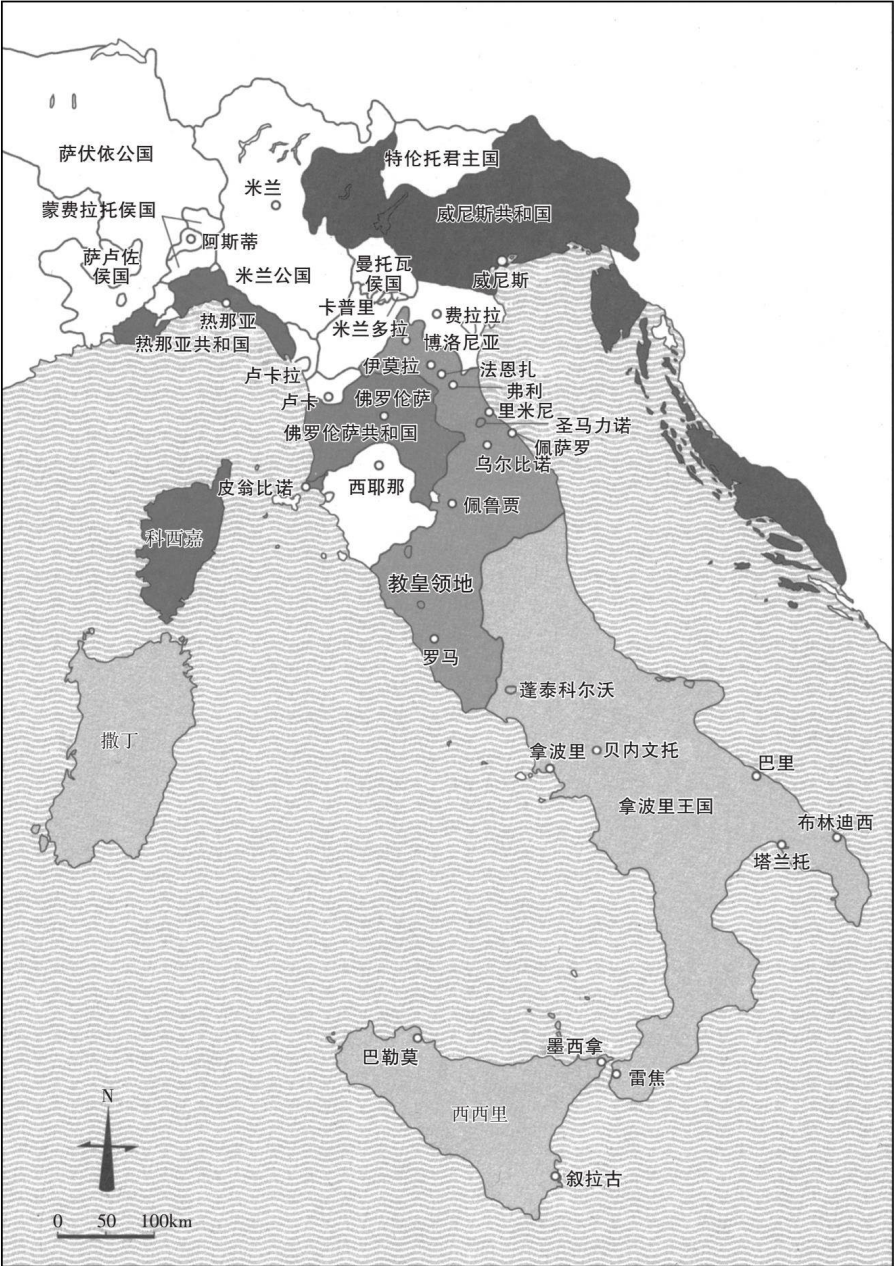 萨伏依公国
特伦托君主国
米兰
蒙费拉托侯国
威尼斯共和国
阿斯蒂
萨卢佐
侯国
曼托瓦
侯国
米兰公国
威尼斯
卡普里
费拉拉
热那亚
米兰多拉
热那亚共和国
博洛尼亚
伊莫拉
法恩扎
卢卡拉
弗利
卢卡
佛罗伦萨
里米尼
圣马力诺
佛罗伦萨共和国
佩萨罗
乌尔比诺
皮翁比诺
西耶那
佩鲁贾
科西嘉
教皇领地
罗马
蓬泰科尔沃
撒丁
拿波里
贝内文托
巴里
拿波里王国
布林迪西
塔兰托
巴勒莫
墨西拿
雷焦
西西里
叙拉古
N
0 50 100km